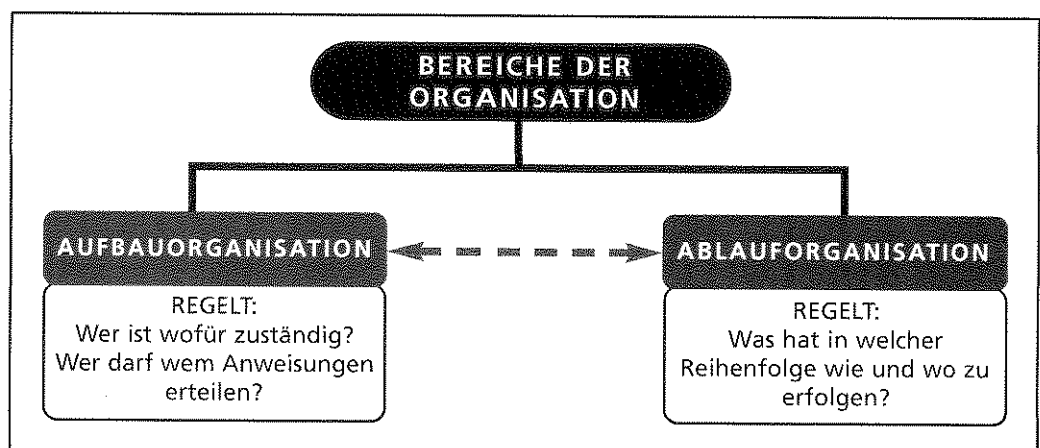 BEREICHE DER
ORGANISATION
AUFBAUORGANISATION
REGELT:
Wer ist wofür zuständig?
Wer darf wem Anweisungen
erteilen?
ABLAUFORGANISATION
REGELT:
Was hat in welcher
Reihenfolge wie und wo zu
erfolgen?